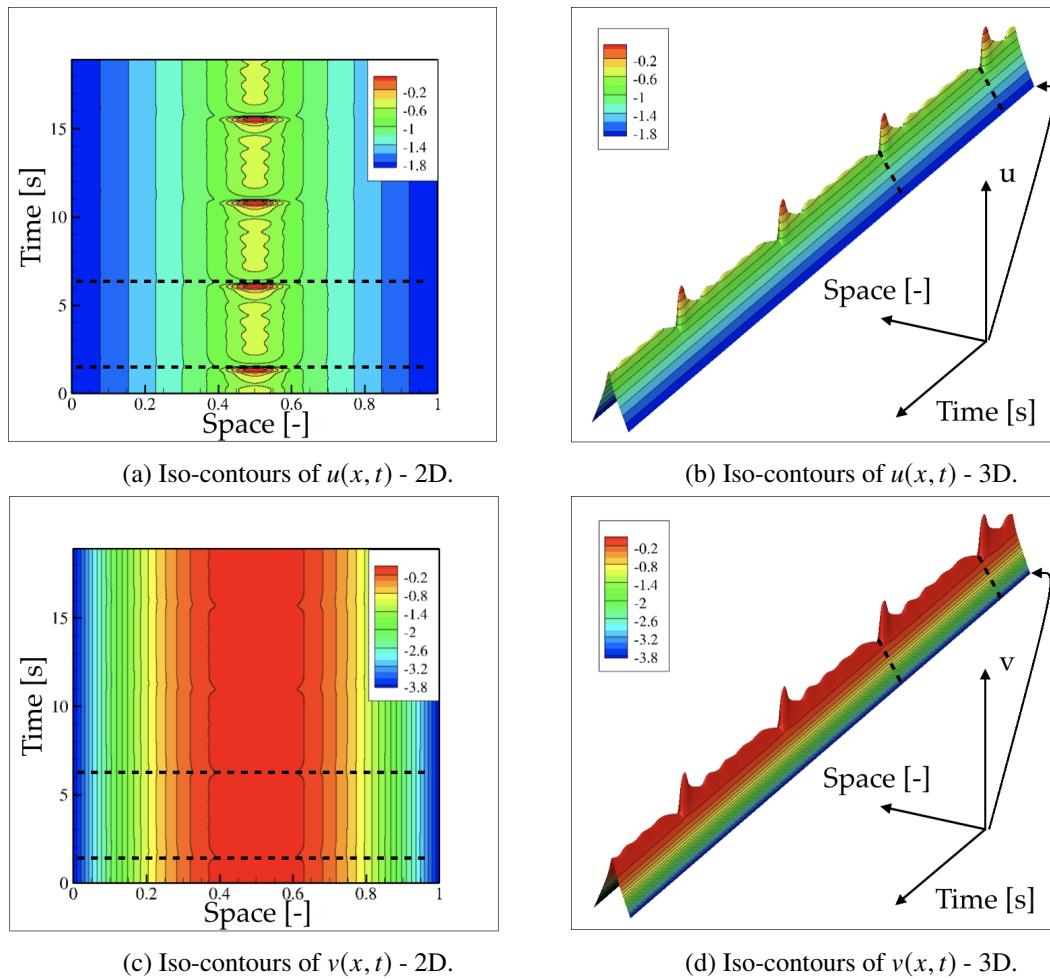 -0.2
-0.6
-1
-1.4
-1.8
15
10
5
0
Time [s]
0 0.2 0.4 0.6 0.8 1
Space [-]
(a) Iso-contours of u(x, t) - 2D.
-0.2
-0.6
-1
-1.4
-1.8
u
Space [-]
Time [s]
(b) Iso-contours of u(x, t) - 3D.
-0.2
-0.8
-1.4
-2
-2.6
-3.2
-3.8
15
10
5
0
Time [s]
0 0.2 0.4 0.6 0.8 1
Space [-]
(c) Iso-contours of v(x, t) - 2D.
-0.2
-0.8
-1.4
-2
-2.6
-3.2
-3.8
v
Space [-]
Time [s]
(d) Iso-contours of v(x, t) - 3D.